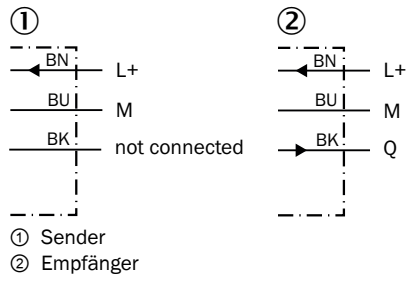 ① ②
BN L+ BN L+
BU M BU M
BK not connected BK Q
① Sender
② Empfänger